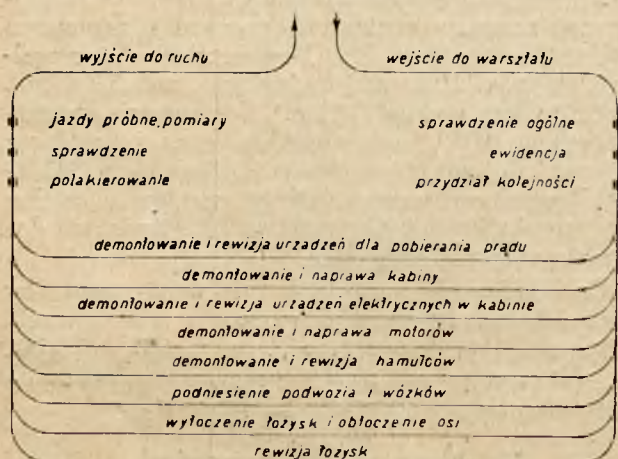 wyjście do ruchu
wejście do warsztatu
jazdy próbne, pomiary
sprawdzenie ogólne
sprawdzenie
ewidencja
polakierowanie
przydział kolejności
demontowanie i rewizja urządzeń dla pobierania prądu
demontowanie i naprawa kabiny
demontowanie i rewizja urządzeń elektrycznych w kabinie
demontowanie i naprawa motorów
demontowanie i rewizja hamulców
podniesienie podwozia i wózków
wytoczenie łożysk i obtoczenie osi
rewizja łożysk